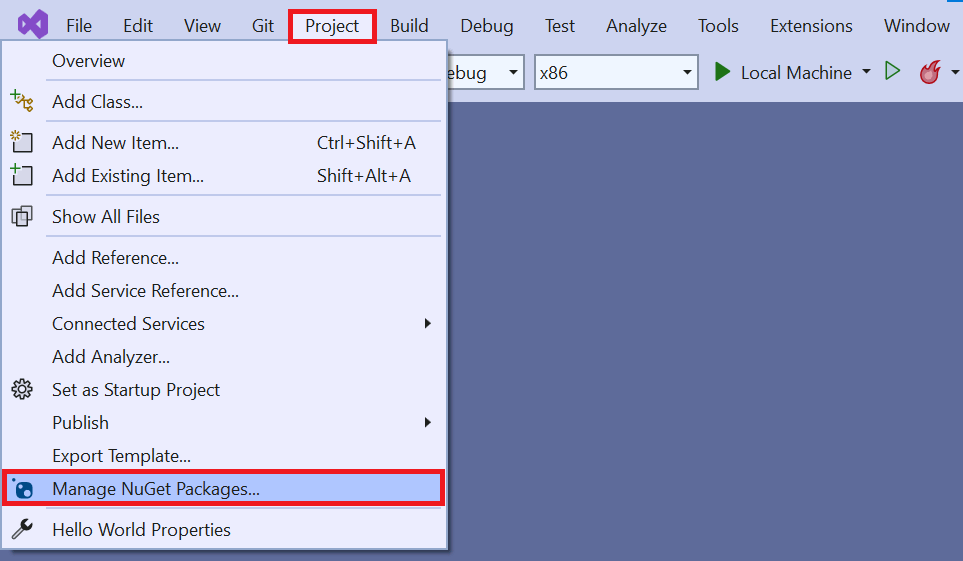 File Edit View Git Project Build Debug Test Analyze Tools Extensions Window
ebug x86 Local Machine
Overview
Add Class...
Add New Item... Ctrl+Shift+A
Add Existing Item... Shift+Alt+A
Show All Files
Add Reference...
Add Service Reference...
Connected Services
Add Analyzer...
Set as Startup Project
Publish
Export Template...
Manage NuGet Packages...
Hello World Properties